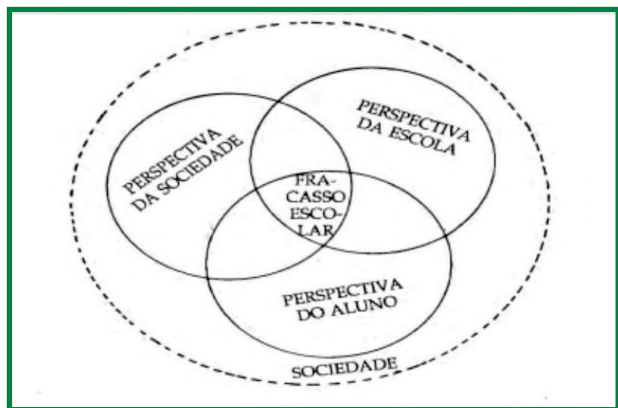 PERSPECTIVA
DA SOCIEDADE
PERSPECTIVA
DA ESCOLA
FRA-
CASSO
ESCO-
LAR
PERSPECTIVA
DO ALUNO
SOCIEDADE